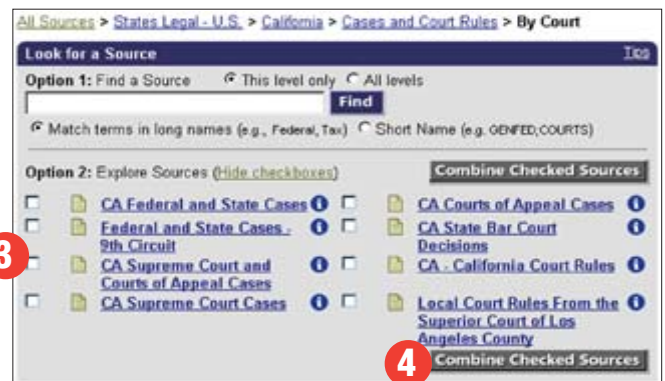 All Sources > States Legal - U.S. > California > Cases and Court Rules > By Court
Look for a Source Tips
Option 1: Find a Source This level only All levels
Find
Match terms in long names (e.g., Federal, Tax) Short Name (e.g. GENFED,COURTS)
Option 2: Explore Sources (Hide checkboxes) Combine Checked Sources
CA Federal and State Cases
Federal and State Cases -
9th Circuit
3
CA Supreme Court and
Courts of Appeal Cases
CA Supreme Court Cases
CA Courts of Appeal Cases
CA State Bar Court
Decisions
CA - California Court Rules
Local Court Rules From the
Superior Court of Los
Angeles County
4 Combine Checked Sources